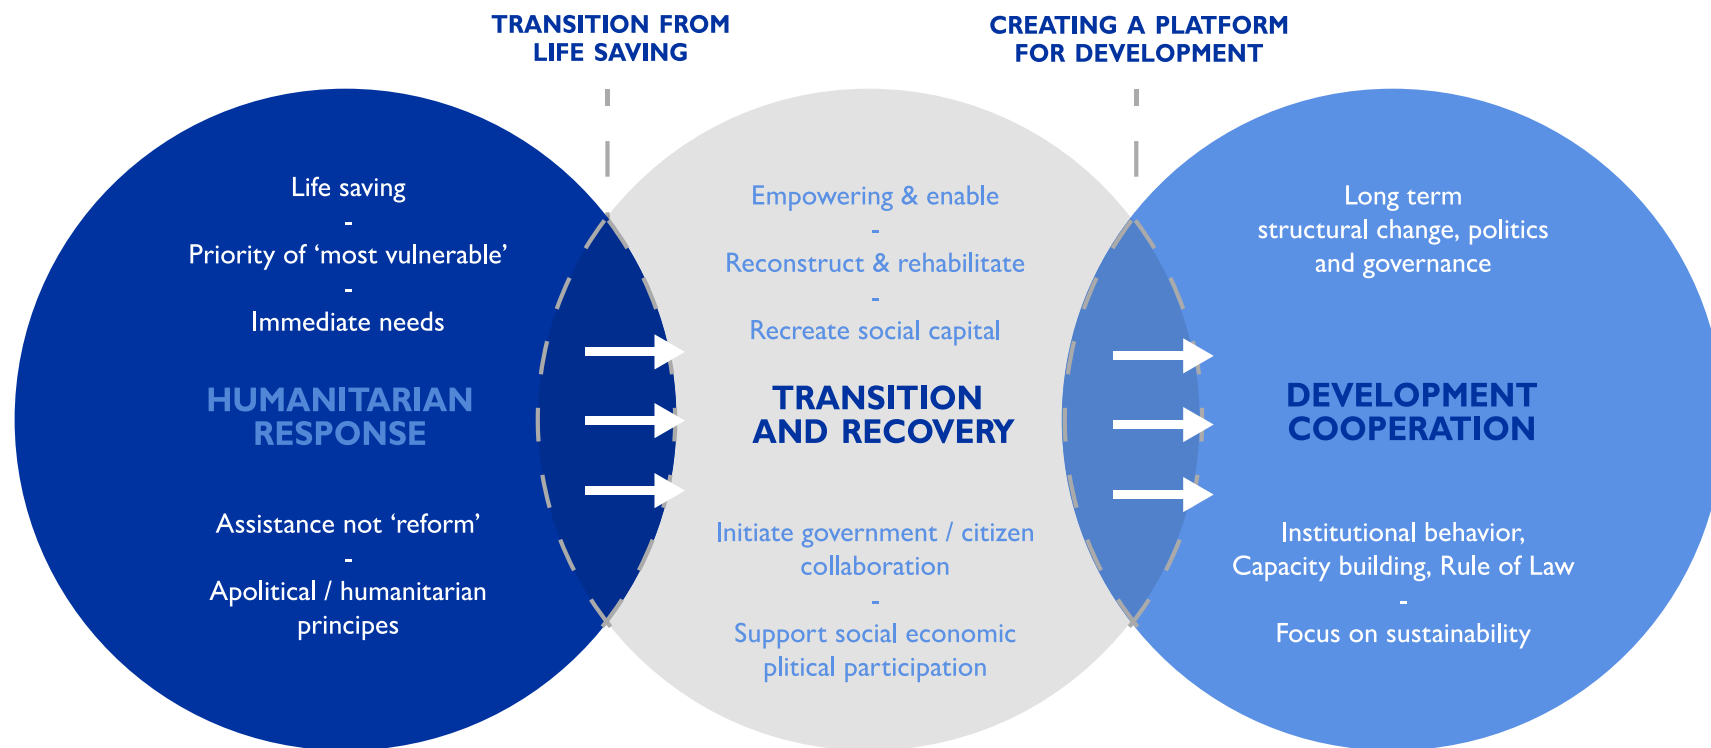 TRANSITION FROM
LIFE SAVING
CREATING A PLATFORM
FOR DEVELOPMENT
Life saving
-
Priority of ‘most vulnerable’
-
Immediate needs
HUMANITARIAN
RESPONSE
Assistance not ‘reform’
-
Apolitical / humanitarian
principes
Empowering & enable
-
Reconstruct & rehabilitate
-
Recreate social capital
TRANSITION
AND RECOVERY
Initiate government / citizen
collaboration
-
Support social economic
plitical participation
Long term
structural change, politics
and governance
DEVELOPMENT
COOPERATION
Institutional behavior,
Capacity building, Rule of Law
-
Focus on sustainability